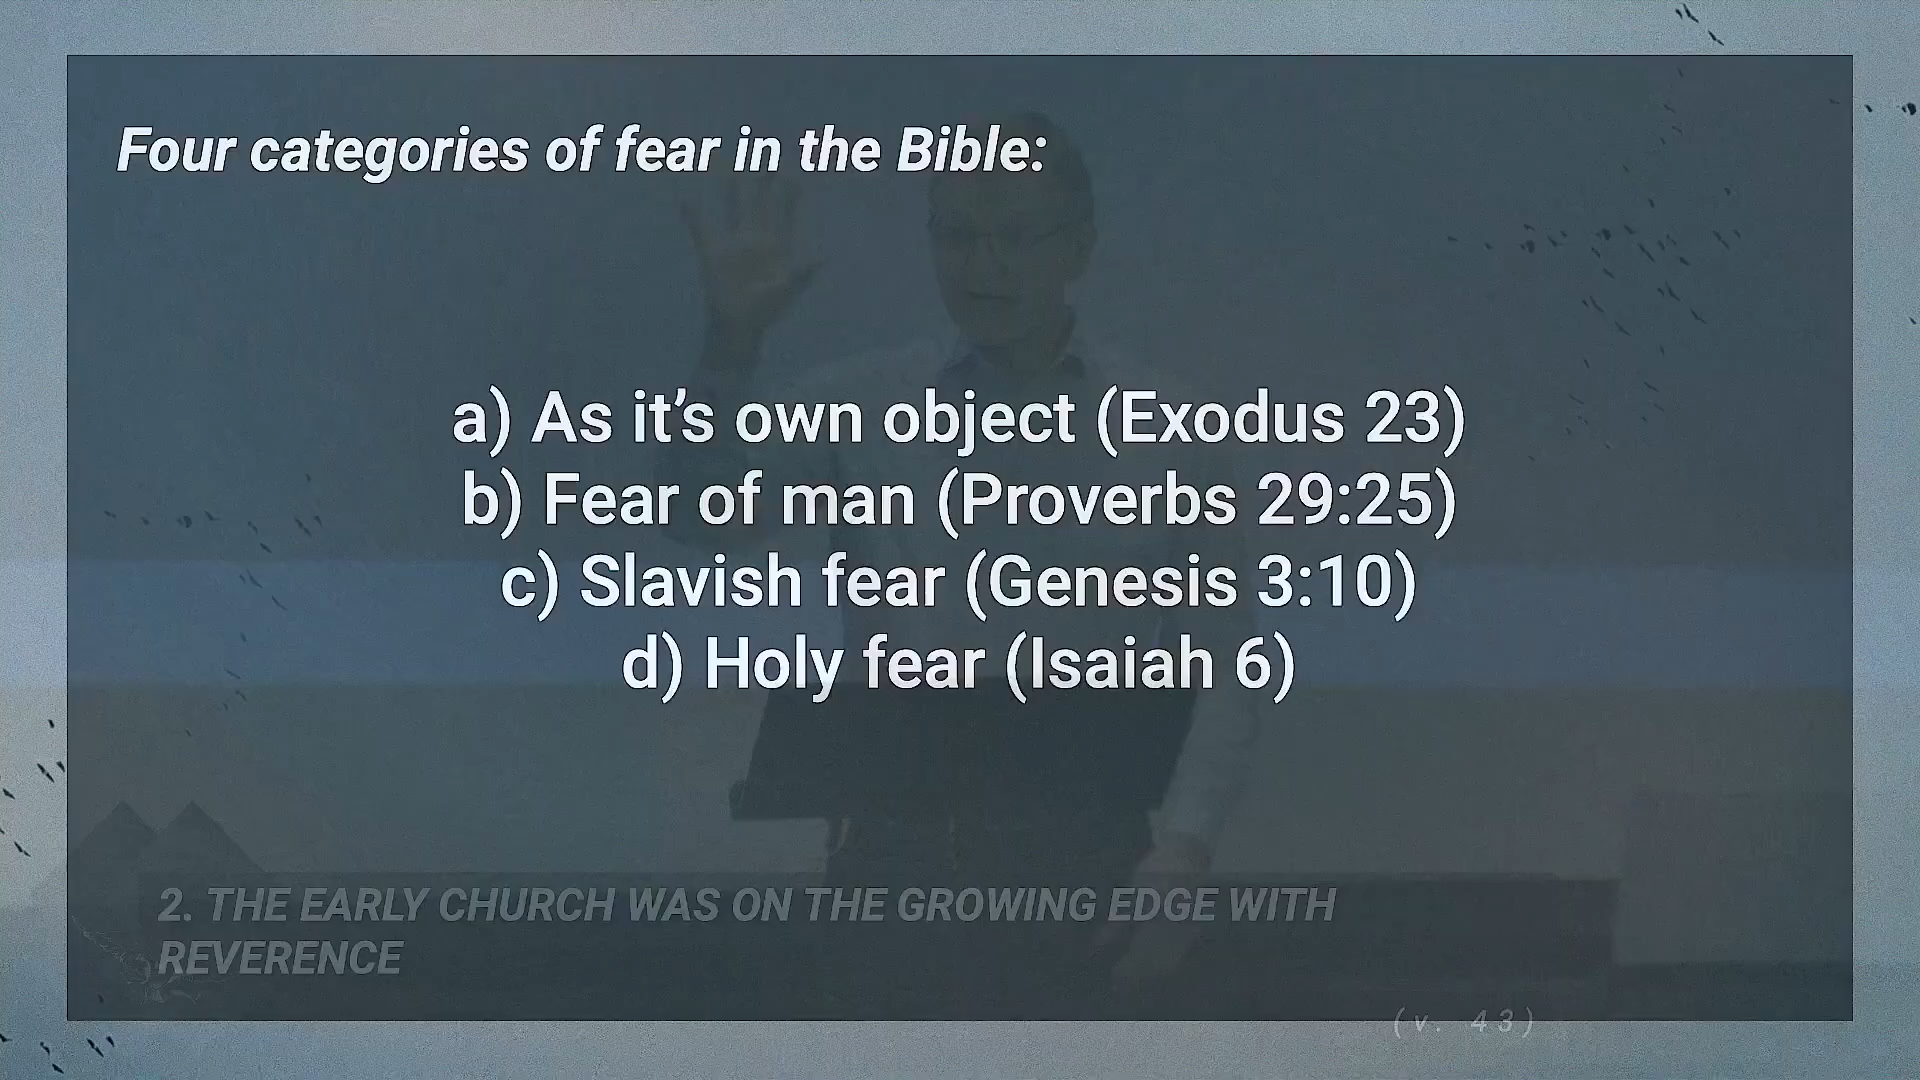 Four categories of fear in the Bible:
a) As it’s own object (Exodus 23)
b) Fear of man (Proverbs 29:25)
c) Slavish fear (Genesis 3:10)
d) Holy fear (Isaiah 6)
2. THE EARLY CHURCH WAS ON THE GROWING EDGE WITH
REVERENCE
(v. 43)